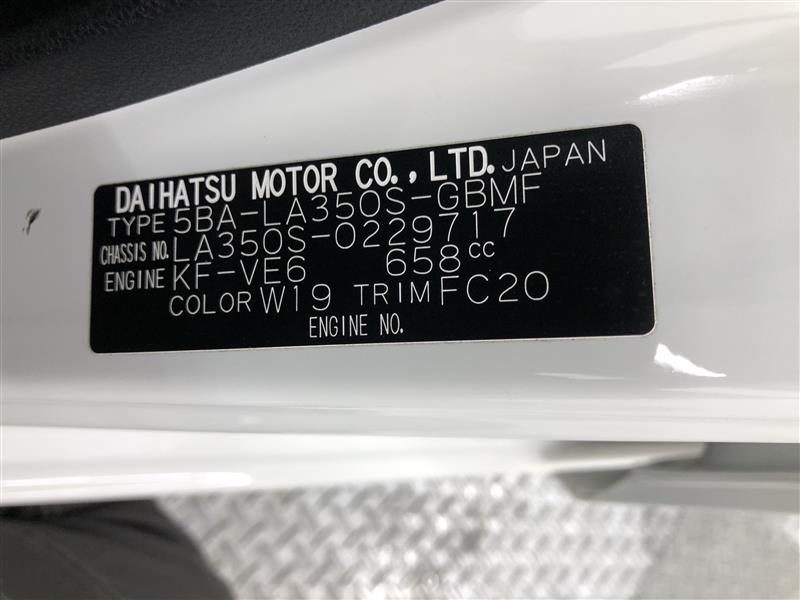 DAIHATSU MOTOR CO.,LTD. JAPAN
TYPE 5BA-LA350S-GBMF
CHASSIS NO. LA350S-0229717
ENGINE KF-VE6 658cc
COLOR W19 TRIM FC20
ENGINE NO.